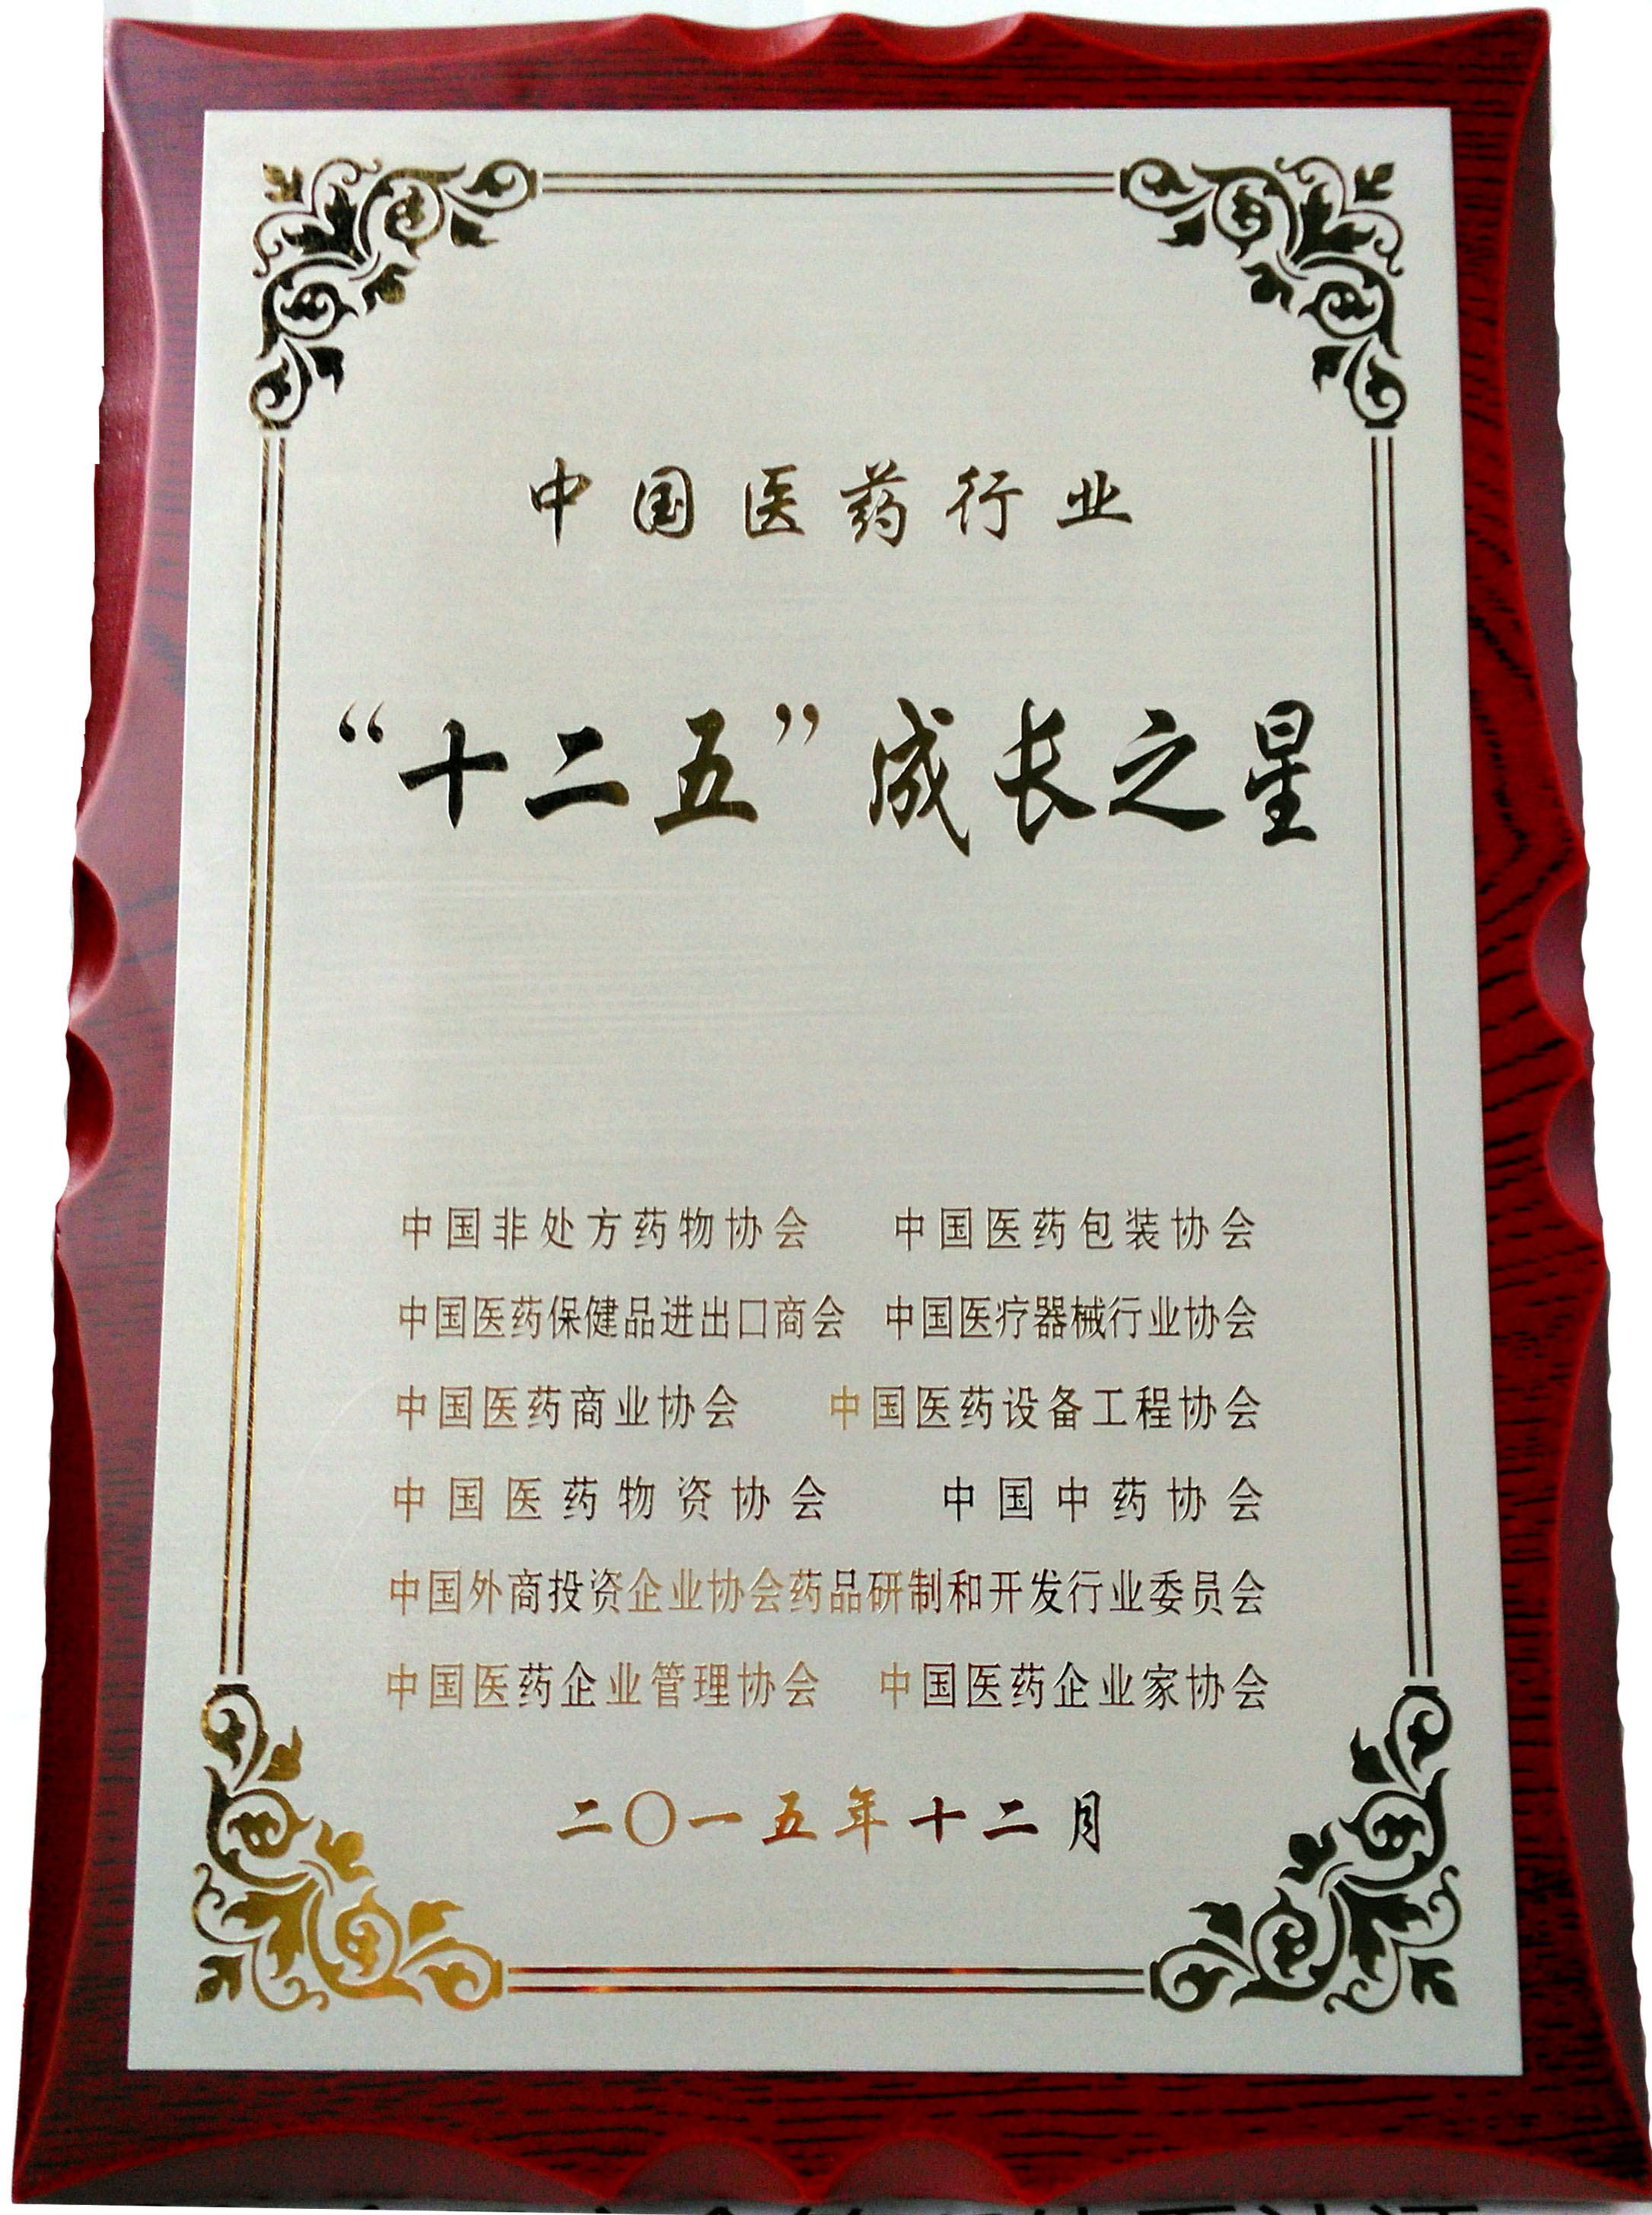 中国医药行业
“十二五”成长之星
中国非处方药物协会 中国医药包装协会
中国医药保健品进出口商会 中国医疗器械行业协会
中国医药商业协会 中国医药设备工程协会
中国医药物资协会 中国中药协会
中国外商投资企业协会药品研制和开发行业委员会
中国医药企业管理协会 中国医药企业家协会
二〇一五年十二月